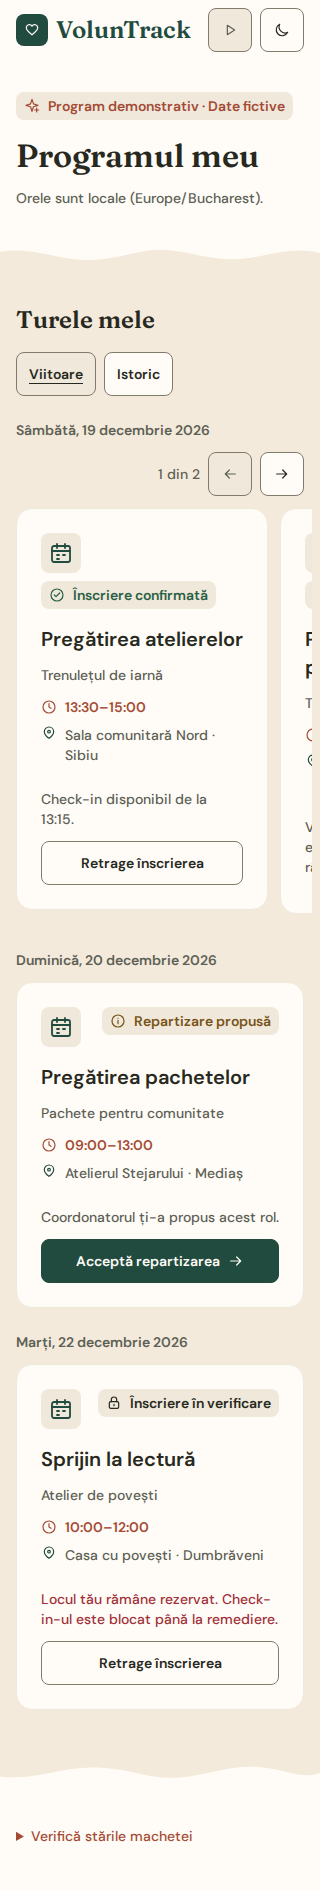 VolunTrack
Program demonstrativ · Date fictive
Programul meu
Orele sunt locale (Europe/Bucharest).
Turele mele
Viitoare
Istoric
Sâmbătă, 19 decembrie 2026
1 din 2
Înscriere confirmată
Pregătirea atelierelor
Trenulețul de iarnă
13:30–15:00
Sala comunitară Nord ·
Sibiu
Check-in disponibil de la
13:15.
Retrage înscrierea
Duminică, 20 decembrie 2026
Repartizare propusă
Pregătirea pachetelor
Pachete pentru comunitate
09:00–13:00
Atelierul Stejarului · Mediaș
Coordonatorul ți-a propus acest rol.
Acceptă repartizarea
Marți, 22 decembrie 2026
Înscriere în verificare
Sprijin la lectură
Atelier de povești
10:00–12:00
Casa cu povești · Dumbrăveni
Locul tău rămâne rezervat. Check-
in-ul este blocat până la remediere.
Retrage înscrierea
Verifică stările machetei